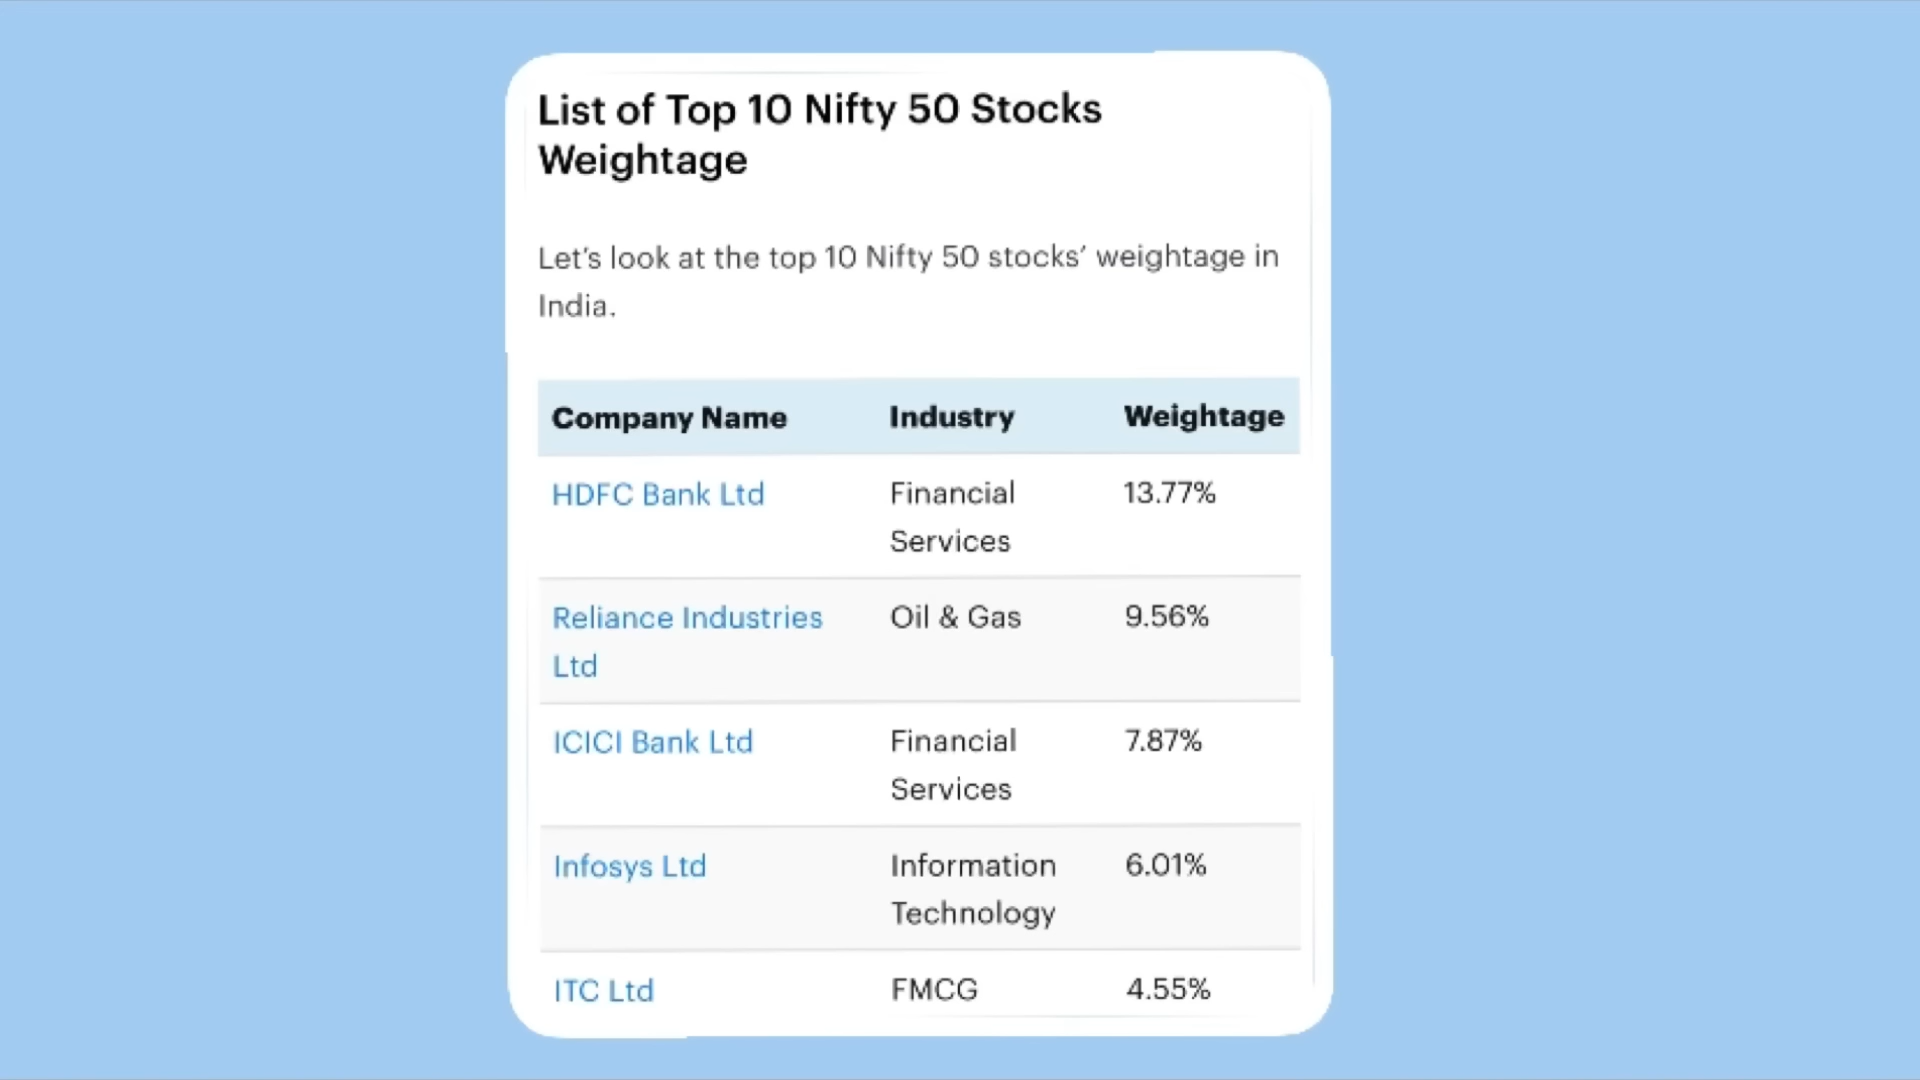 List of Top 10 Nifty 50 Stocks
Weightage
Let's look at the top 10 Nifty 50 stocks' weightage in
India.
Company Name Industry Weightage
HDFC Bank Ltd Financial 13.77%
Services
Reliance Industries Oil & Gas 9.56%
Ltd
ICICI Bank Ltd Financial 7.87%
Services
Infosys Ltd Information 6.01%
Technology
ITC Ltd FMCG 4.55%